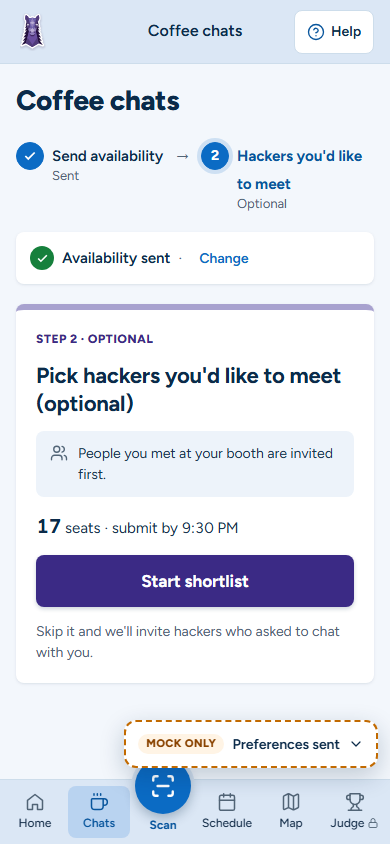 Coffee chats
Help
Coffee chats
Send availability
Sent
→
2
Hackers you'd like
to meet
Optional
Availability sent · Change
STEP 2 · OPTIONAL
Pick hackers you'd like to meet
(optional)
People you met at your booth are invited
first.
17 seats · submit by 9:30 PM
Start shortlist
Skip it and we'll invite hackers who asked to chat
with you.
MOCK ONLY Preferences sent
Home
Chats
Scan
Schedule
Map
Judge